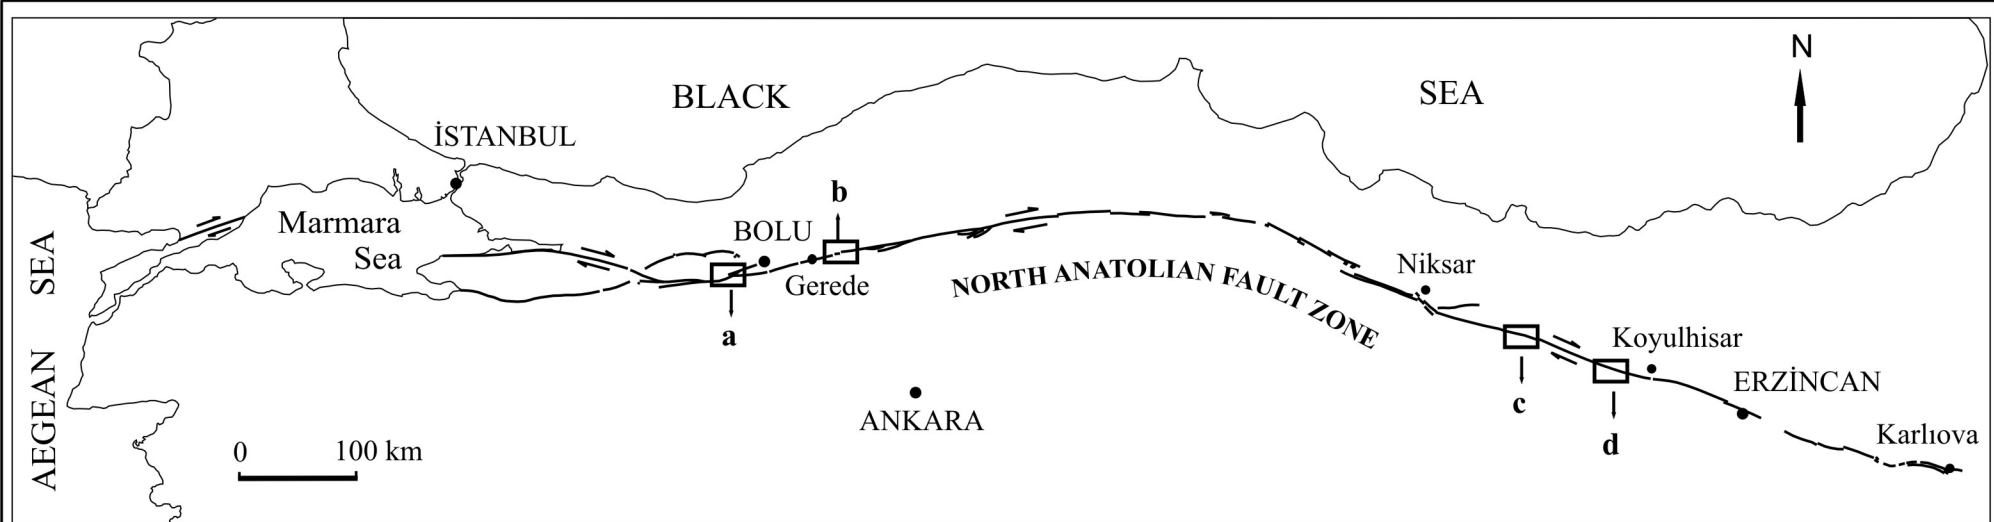 N
BLACK
SEA
İSTANBUL
b
Marmara
Sea
BOLU
Gerede
a
NORTH ANATOLIAN FAULT ZONE
Niksar
Koyulhisar
c
d
ERZİNCAN
Karlıova
ANKARA
AEGEAN SEA
0 100 km